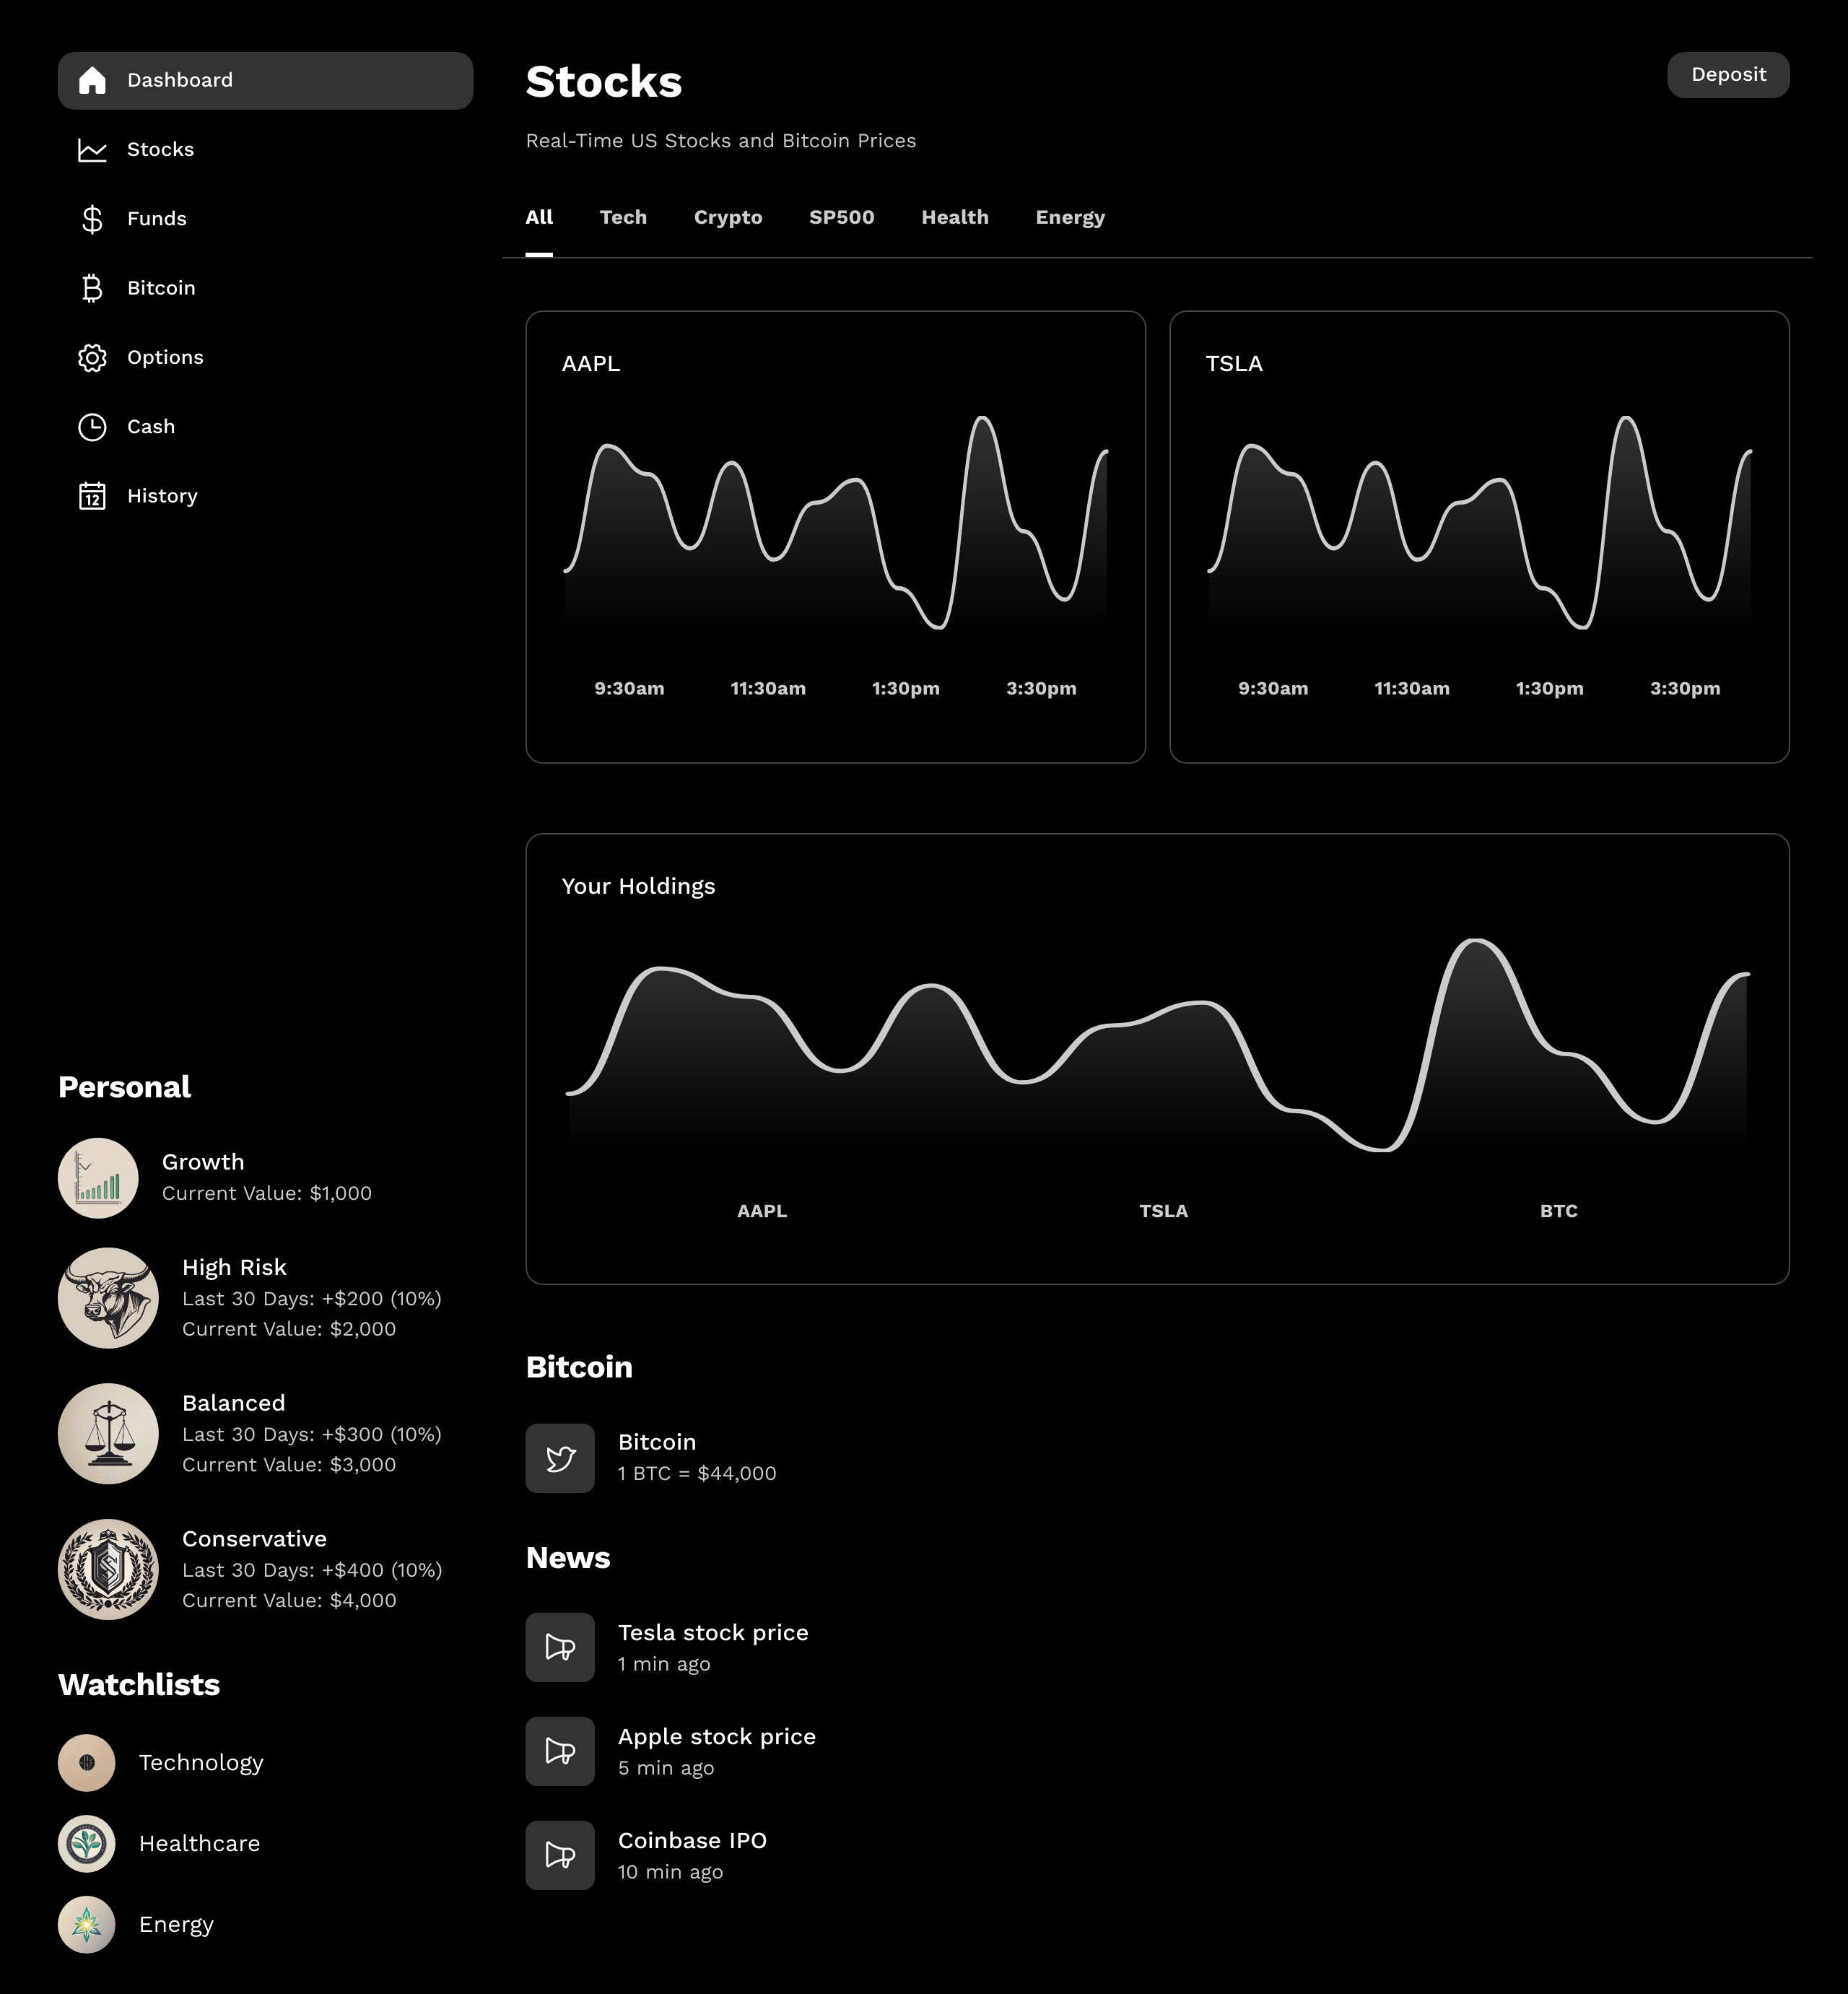 Dashboard
Stocks
Funds
Bitcoin
Options
Cash
12
History
Personal
Growth
Current Value: $1,000
High Risk
Last 30 Days: +$200 (10%)
Current Value: $2,000
Balanced
Last 30 Days: +$300 (10%)
Current Value: $3,000
Conservative
Last 30 Days: +$400 (10%)
Current Value: $4,000
Watchlists
Technology
Healthcare
Energy
Stocks
Deposit
Real-Time US Stocks and Bitcoin Prices
All Tech Crypto SP500 Health Energy
AAPL
9:30am 11:30am 1:30pm 3:30pm
TSLA
9:30am 11:30am 1:30pm 3:30pm
Your Holdings
AAPL TSLA BTC
Bitcoin
Bitcoin
1 BTC = $44,000
News
Tesla stock price
1 min ago
Apple stock price
5 min ago
Coinbase IPO
10 min ago